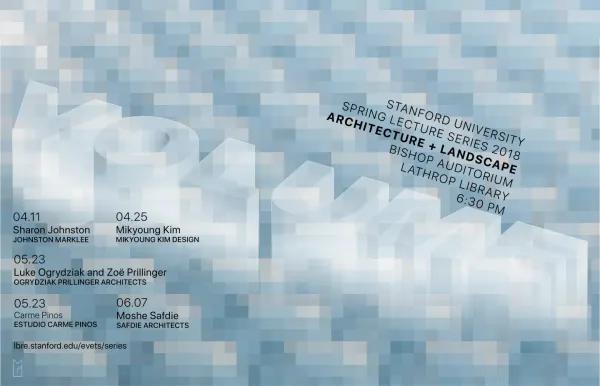 STANFORD UNIVERSITY
SPRING LECTURE SERIES 2018
ARCHITECTURE + LANDSCAPE
BISHOP AUDITORIUM
LATHROP LIBRARY
6:30 PM
04.11
Sharon Johnston
JOHNSTON MARKLEE
04.25
Mikyoung Kim
MIKYOUNG KIM DESIGN
05.23
Luke Ogrydziak and Zoë Prillinger
OGRYDZIAK PRILLINGER ARCHITECTS
05.23
Carme Pinos
ESTUDIO CARME PINOS
06.07
Moshe Safdie
SAFDIE ARCHITECTS
lbre.stanford.edu/evets/series